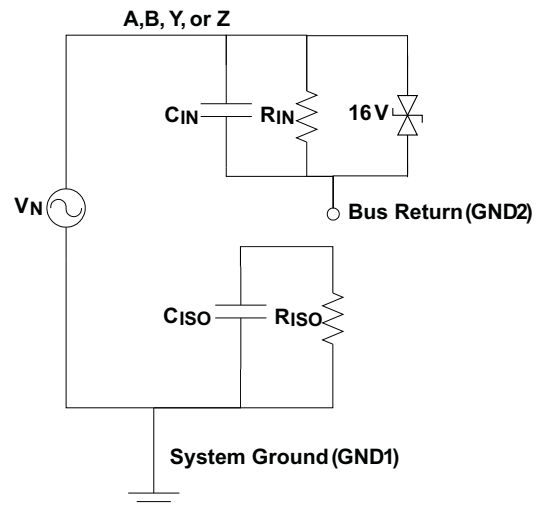 A,B, Y, or Z
CIN
RIN
16 V
VN
Bus Return (GND2)
CISO
RISO
System Ground (GND1)